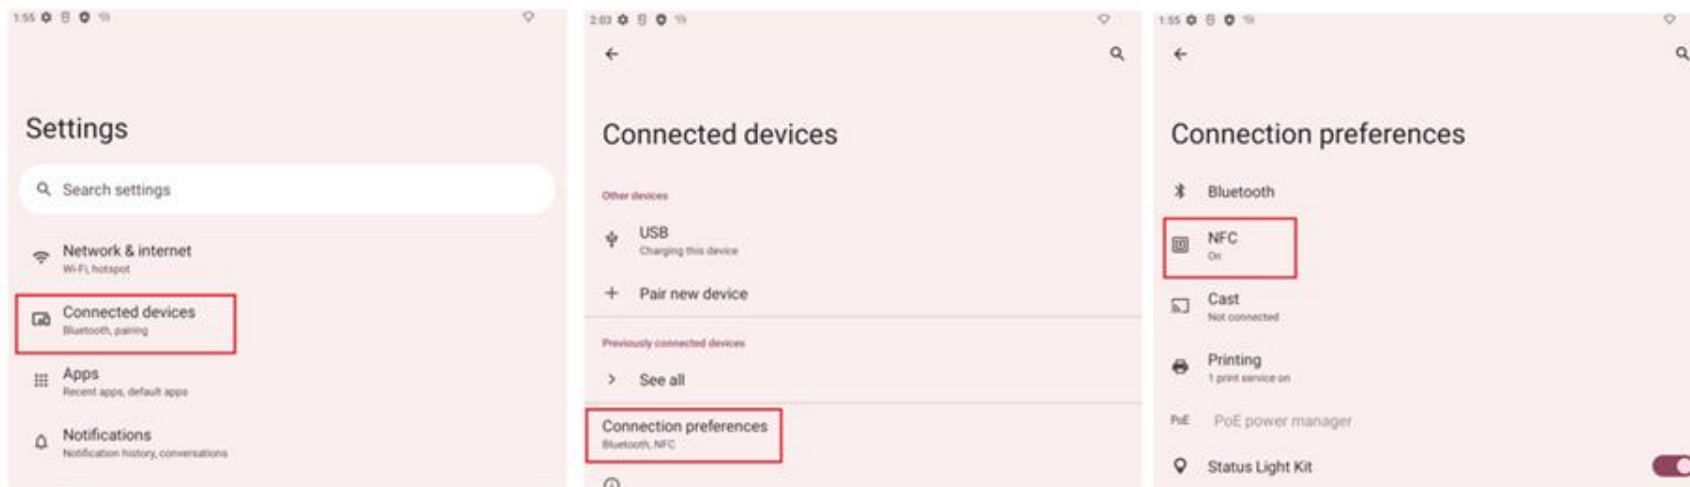 1:55
Settings
Search settings
Network & internet
Wi-Fi, hotspot
Connected devices
Bluetooth, pairing
Apps
Recent apps, default apps
Notifications
Notification history, conversations
2:03
Connected devices
Other devices
USB
Charging this device
Pair new device
Previously connected devices
See all
Connection preferences
Bluetooth, NFC
1:55
Connection preferences
Bluetooth
NFC
On
Cast
Not connected
Printing
1 print service on
PoE PoE power manager
Status Light Kit